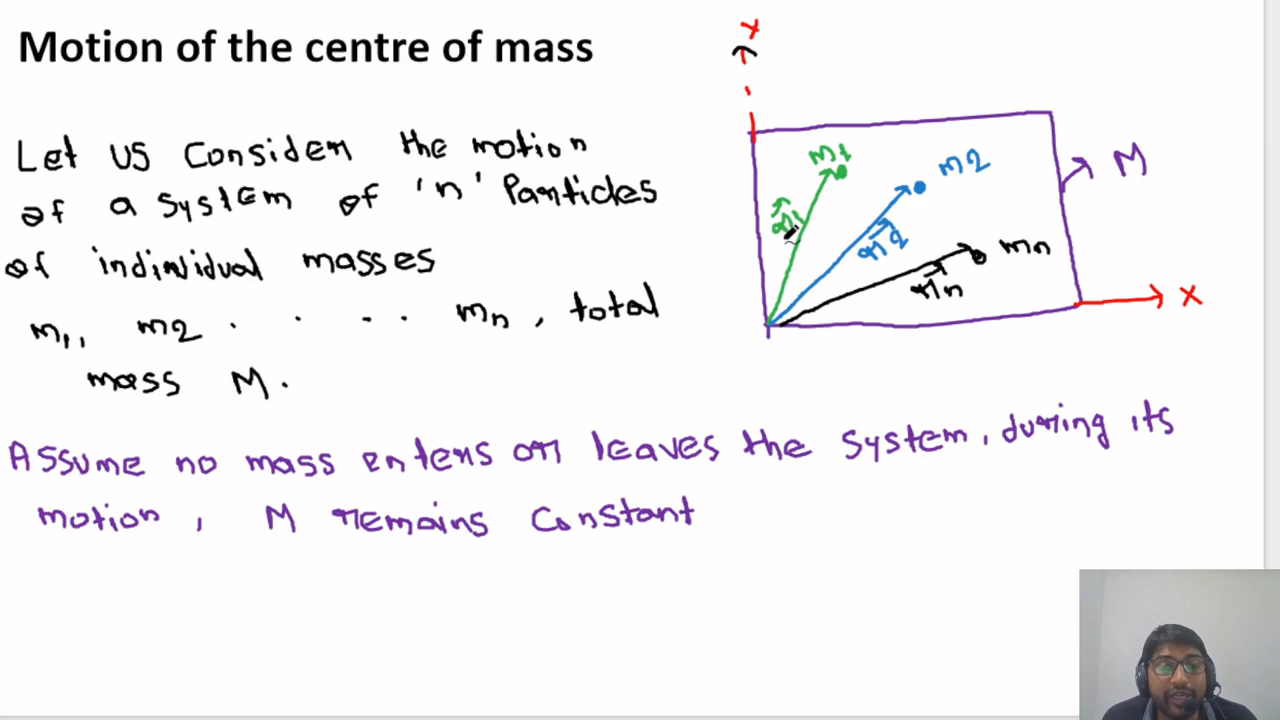 Motion of the centre of mass
Let us consider the motion
of a system of 'n' Particles
of individual masses
m1, m2 . . . . . mn, total
mass M.
Assume no mass enters or leaves the system, during its
motion, M remains constant
Y
m1
m2
M
r1
r2
mn
rn
X